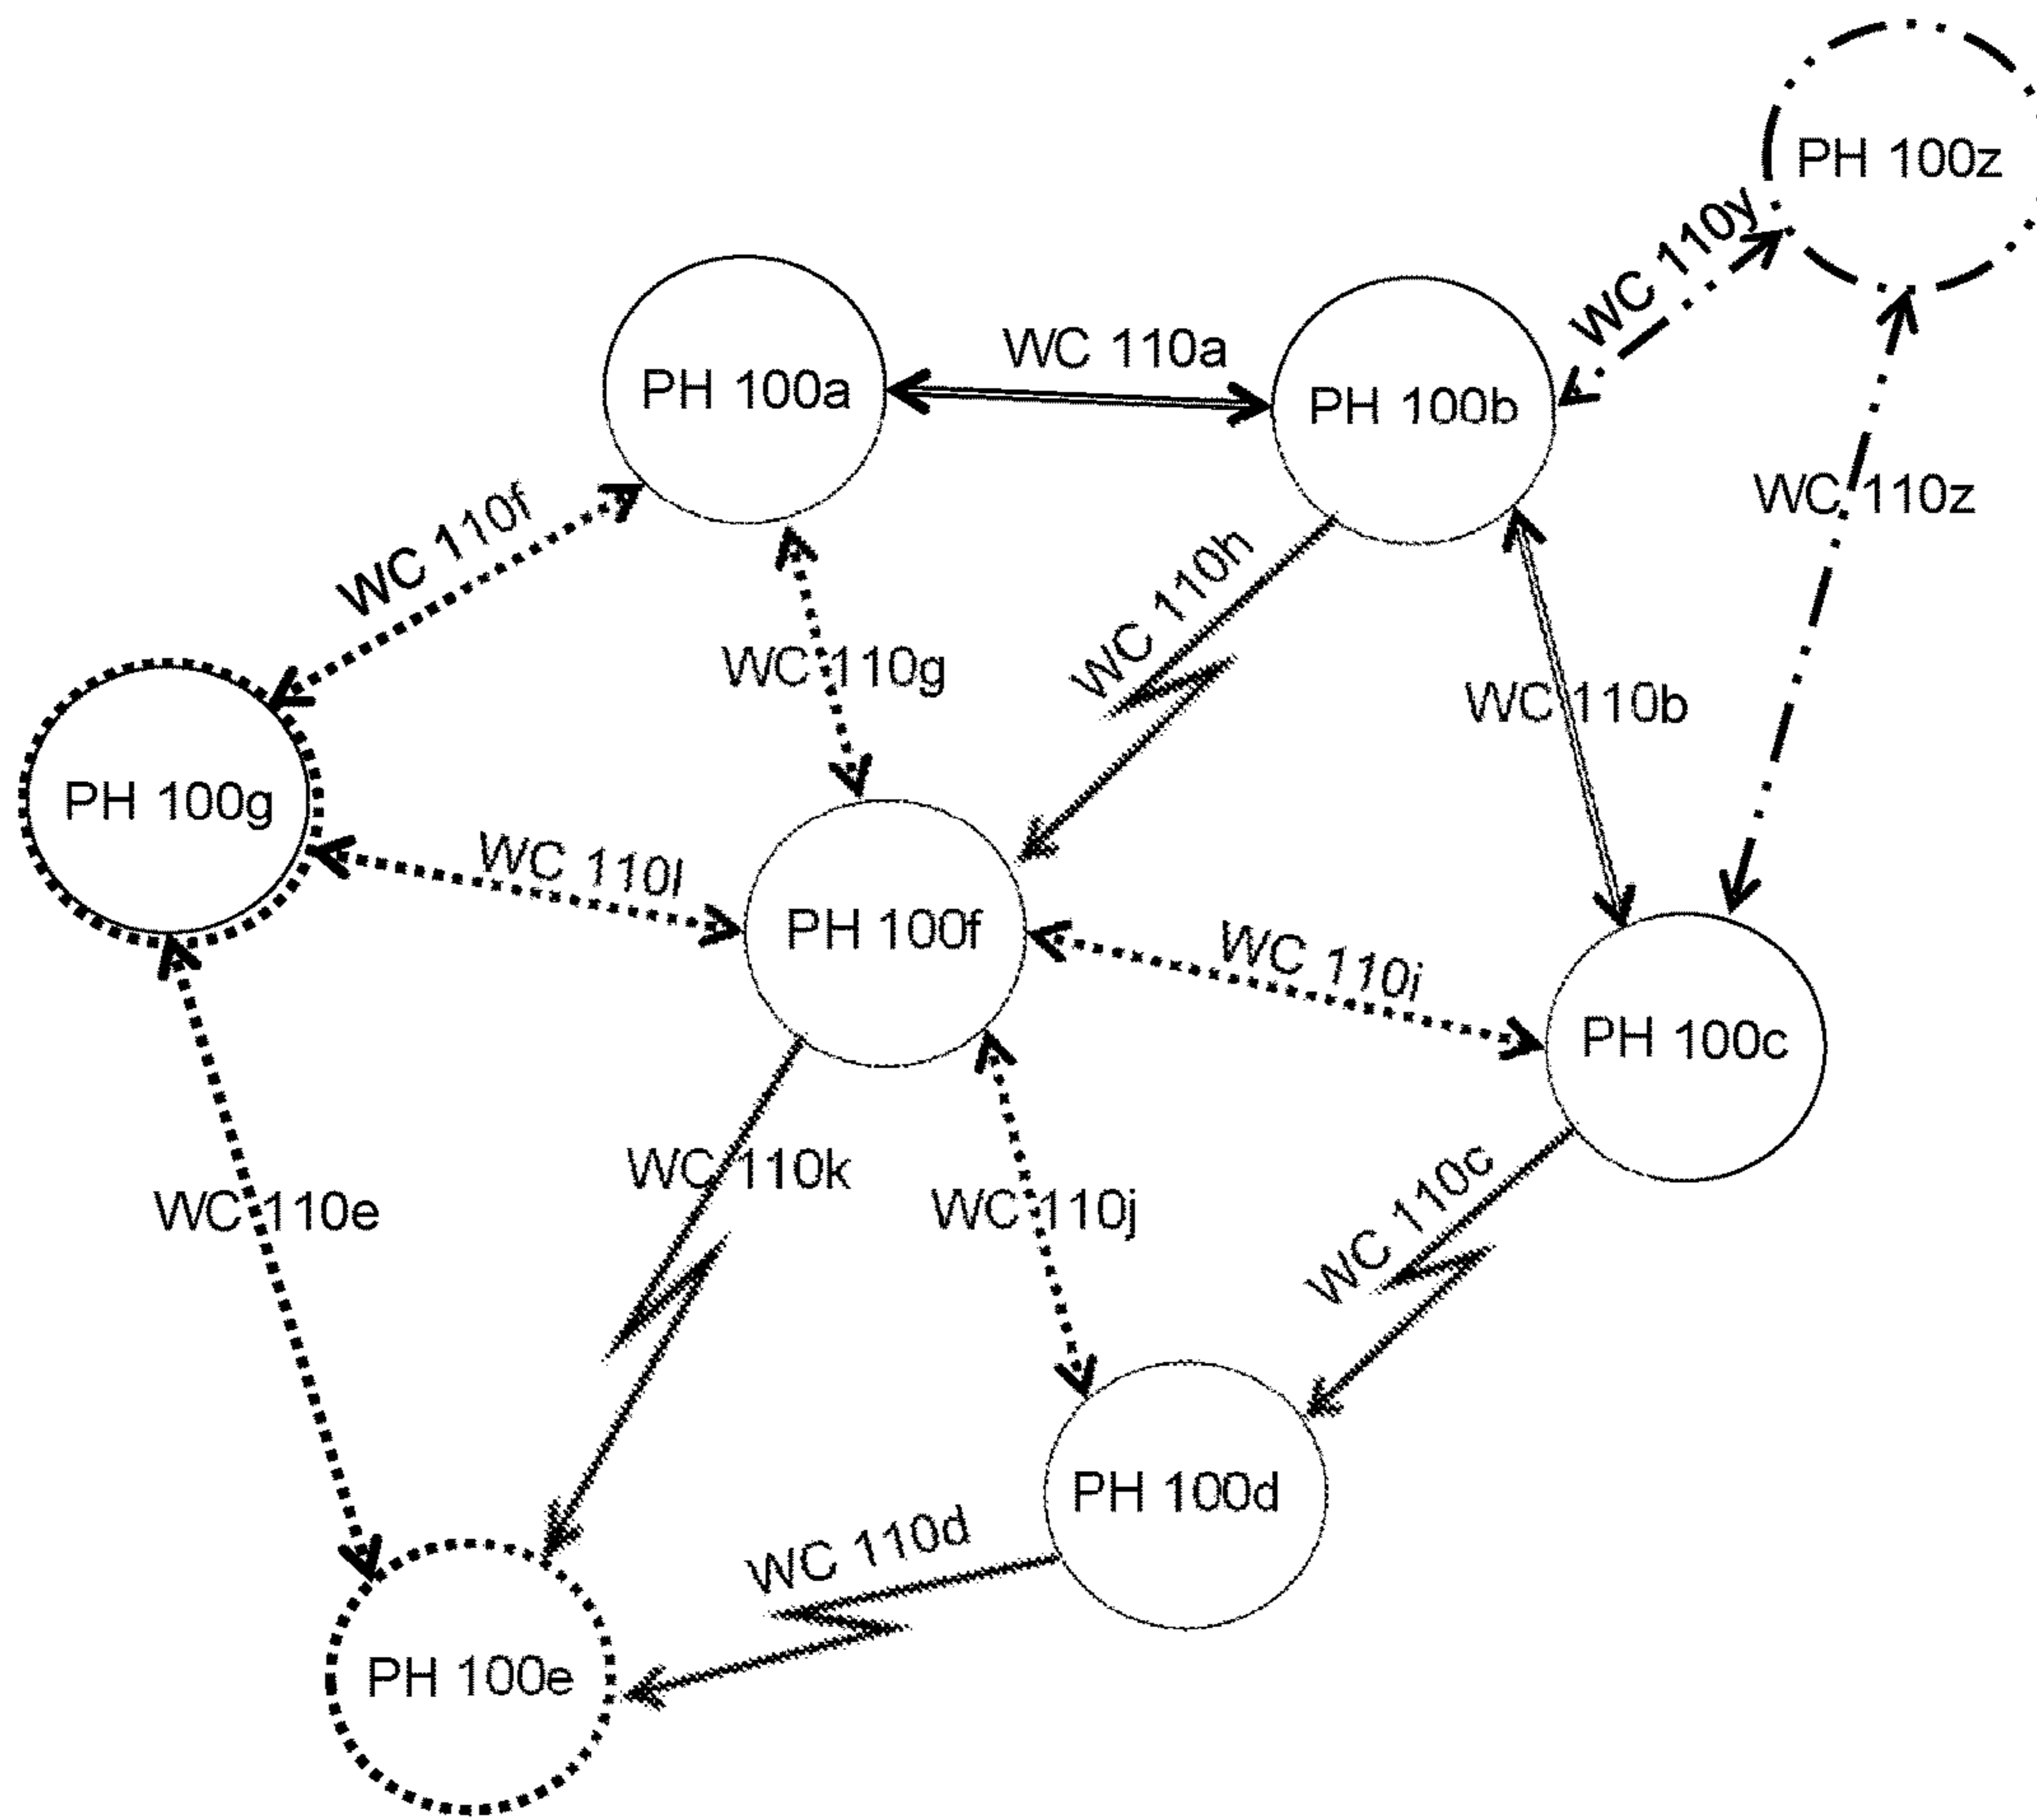 PH 100z
WC 110y
WC 110a
PH 100a
PH 100b
WC 110z
WC 110f
WC 110h
WC 110g
WC 110b
PH 100g
WC 110l
PH 100f
WC 110i
PH 100c
WC 110k
WC 110e
WC 110j
WC 110c
PH 100d
WC 110d
PH 100e